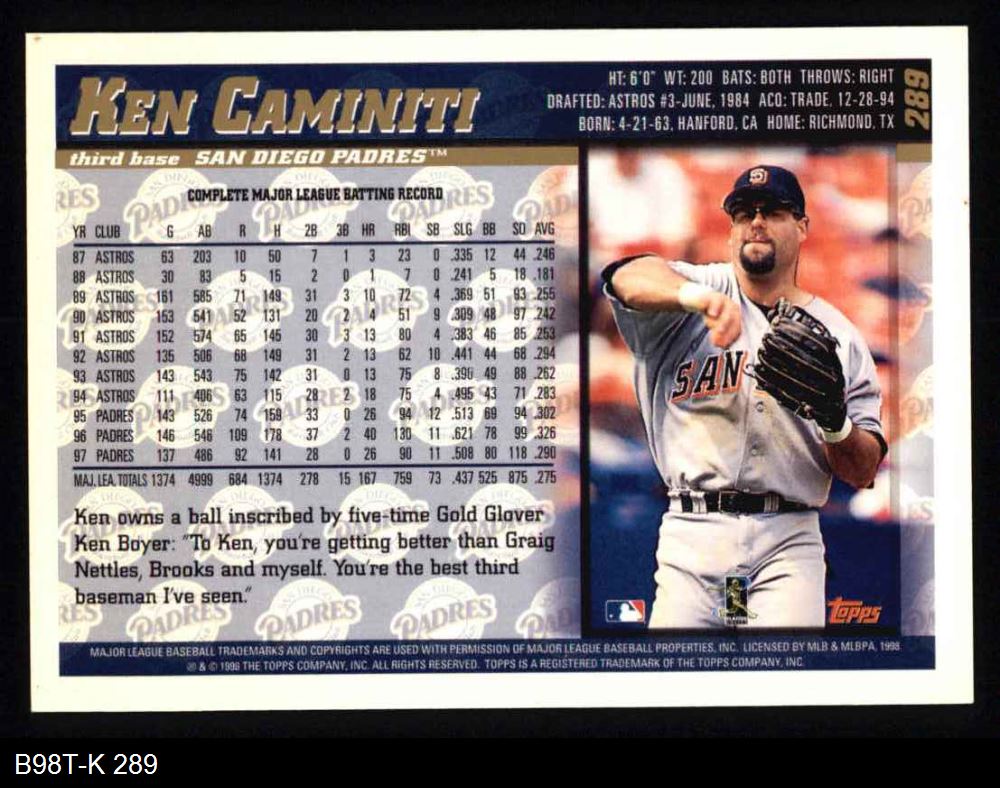 KEN CAMINITI
HT: 6'0" WT: 200 BATS: BOTH THROWS: RIGHT
DRAFTED: ASTROS #3-JUNE, 1984 ACQ: TRADE, 12-28-94
BORN: 4-21-63, HANFORD, CA HOME: RICHMOND, TX
289
third base SAN DIEGO PADRES™
COMPLETE MAJOR LEAGUE BATTING RECORD
YR CLUB G AB R H 2B 3B HR RBI SB SLG BB SO AVG
87 ASTROS 63 203 10 50 7 1 3 23 0 .335 12 44 .246
88 ASTROS 30 83 5 15 2 0 1 7 0 .241 5 18 .181
89 ASTROS 161 585 71 149 31 3 10 72 4 .369 51 93 .255
90 ASTROS 153 541 52 131 20 2 4 51 9 .309 48 97 .242
91 ASTROS 152 574 65 145 30 3 13 80 4 .383 46 85 .253
92 ASTROS 135 506 68 149 31 2 13 62 10 .441 44 68 .294
93 ASTROS 143 543 75 142 31 0 13 75 8 .390 49 88 .262
94 ASTROS 111 406 63 115 28 2 18 75 4 .495 43 71 .283
95 PADRES 143 526 74 159 33 0 26 94 12 .513 69 94 .302
96 PADRES 146 546 109 178 37 2 40 130 11 .621 78 99 .326
97 PADRES 137 486 92 141 28 0 26 90 11 .508 80 118 .290
MAJ. LEA. TOTALS 1374 4999 684 1374 278 15 167 759 73 .437 525 875 .275
Ken owns a ball inscribed by five-time Gold Glover
Ken Boyer: "To Ken, you're getting better than Graig
Nettles, Brooks and myself. You're the best third
baseman I've seen."
SAN
Topps
MAJOR LEAGUE BASEBALL TRADEMARKS AND COPYRIGHTS ARE USED WITH PERMISSION OF MAJOR LEAGUE BASEBALL PROPERTIES, INC. LICENSED BY MLB & MLBPA, 1998
® & © 1998 THE TOPPS COMPANY, INC. ALL RIGHTS RESERVED. TOPPS IS A REGISTERED TRADEMARK OF THE TOPPS COMPANY, INC.
B98T-K 289